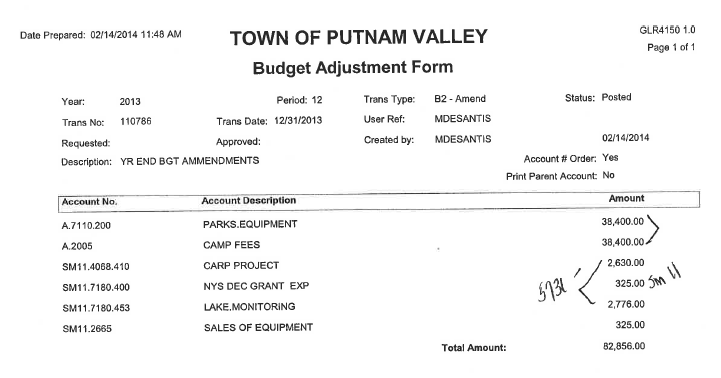 Date Prepared: 02/14/2014 11:48 AM TOWN OF PUTNAM VALLEY GLR4150 1.0
Page 1 of 1
Budget Adjustment Form
Year: 2013 Period: 12 Trans Type: B2 - Amend Status: Posted
Trans No: 110786 Trans Date: 12/31/2013 User Ref: MDESANTIS
Requested: Approved: Created by: MDESANTIS 02/14/2014
Description: YR END BGT AMMENDMENTS Account # Order: Yes
Print Parent Account: No
Account No. Account Description Amount
A.7110.200 PARKS.EQUIPMENT 38,400.00
A.2005 CAMP FEES 38,400.00
SM11.4068.410 CARP PROJECT 2,630.00
SM11.7180.400 NYS DEC GRANT EXP 5731 325.00 Sm 11
SM11.7180.453 LAKE.MONITORING 2,776.00
SM11.2665 SALES OF EQUIPMENT 325.00
Total Amount: 82,856.00